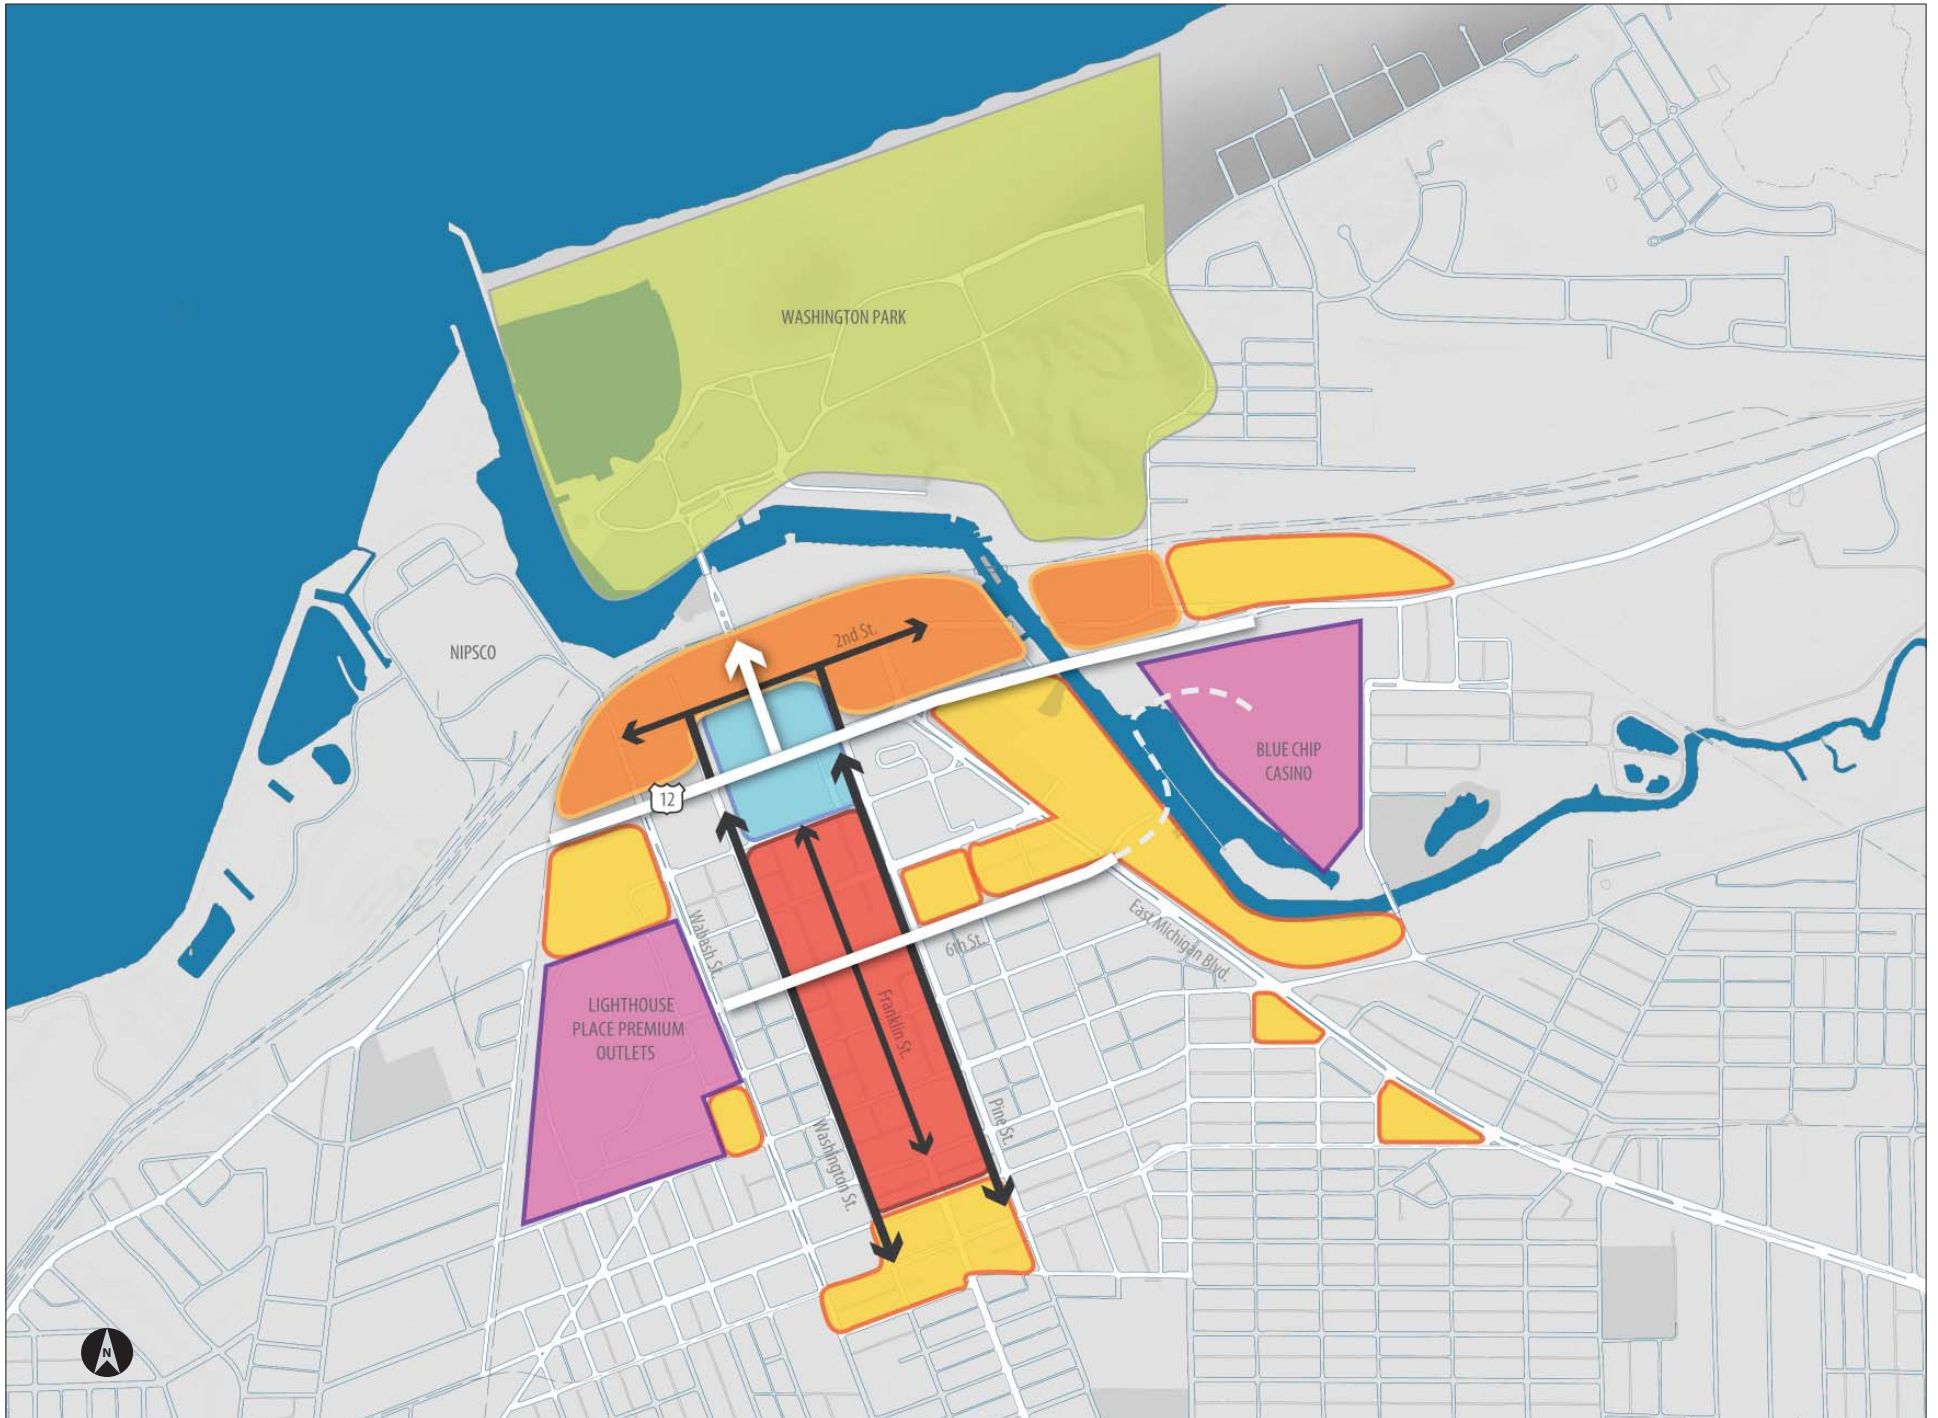 WASHINGTON PARK
2nd St.
NIPSCO
BLUE CHIP
CASINO
12
Wabash St.
6th St.
East Michigan Blvd.
LIGHTHOUSE
PLACE PREMIUM
OUTLETS
Franklin St.
Pine St.
Washington St.
N